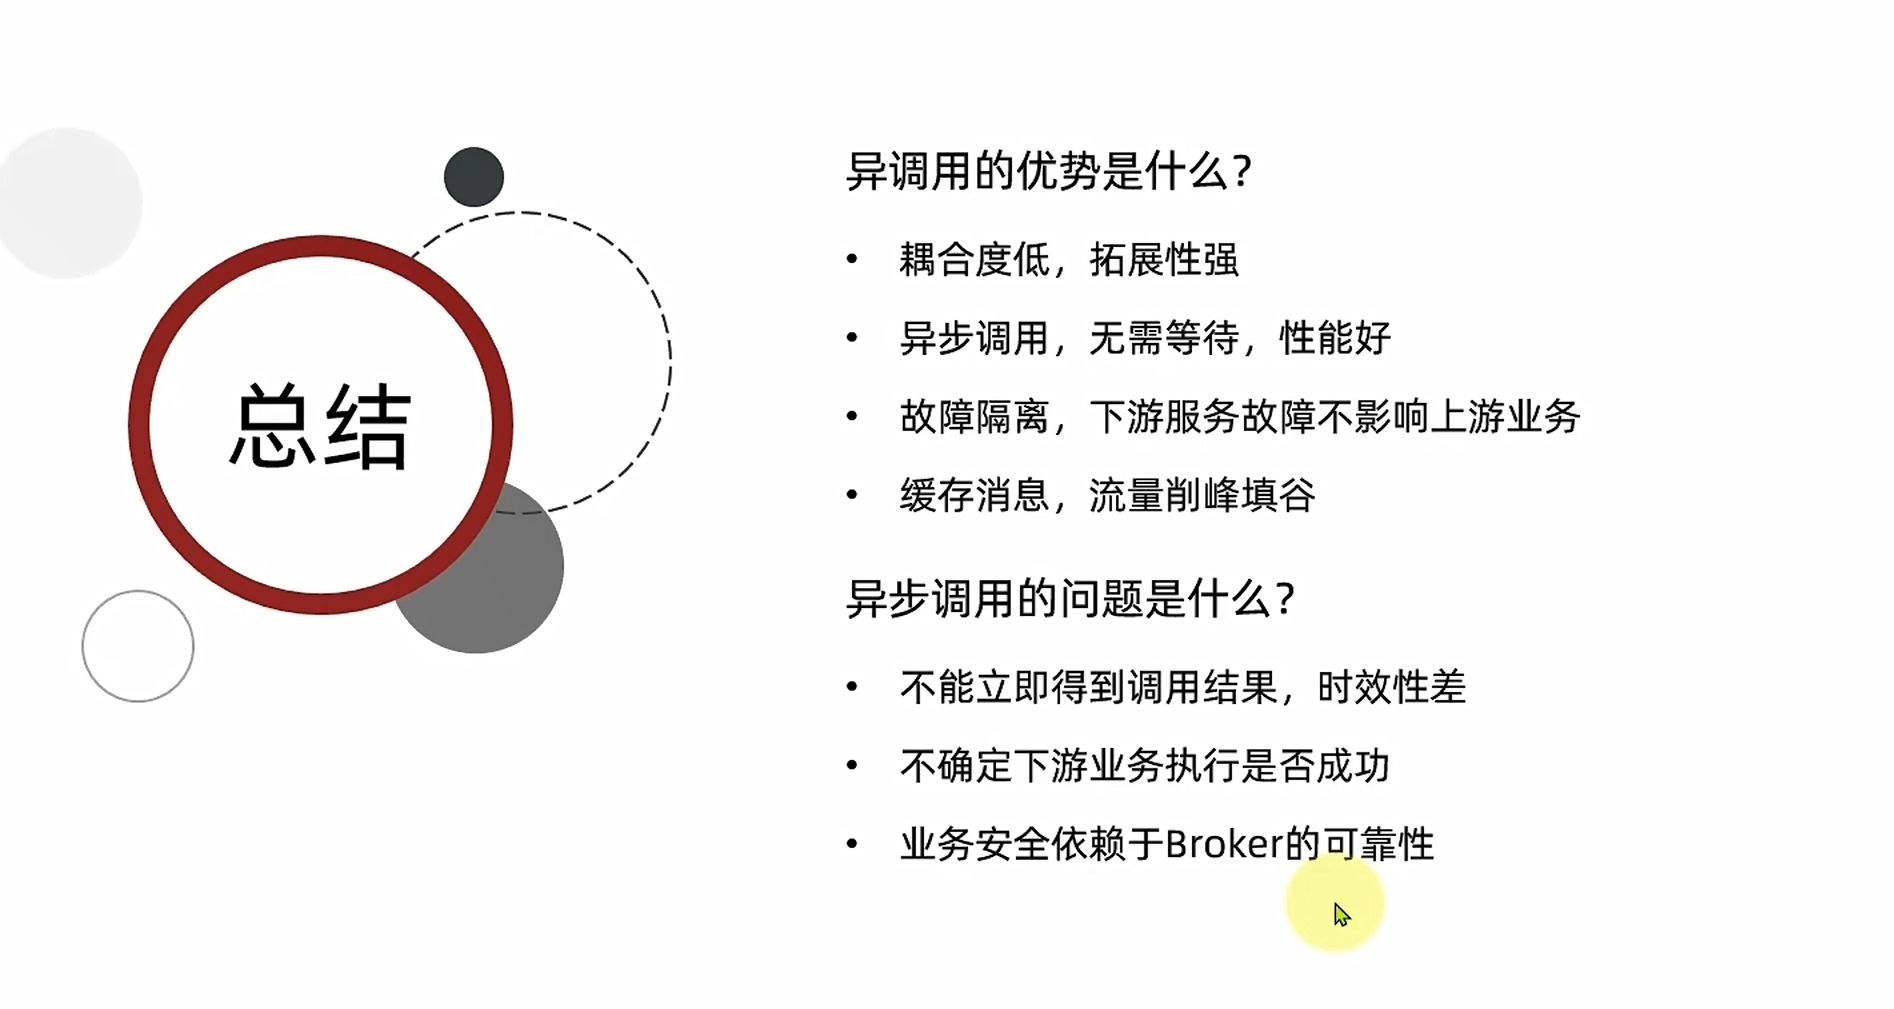 总结
异调用的优势是什么？
• 耦合度低，拓展性强
• 异步调用，无需等待，性能好
• 故障隔离，下游服务故障不影响上游业务
• 缓存消息，流量削峰填谷
异步调用的问题是什么？
• 不能立即得到调用结果，时效性差
• 不确定下游业务执行是否成功
• 业务安全依赖于Broker的可靠性